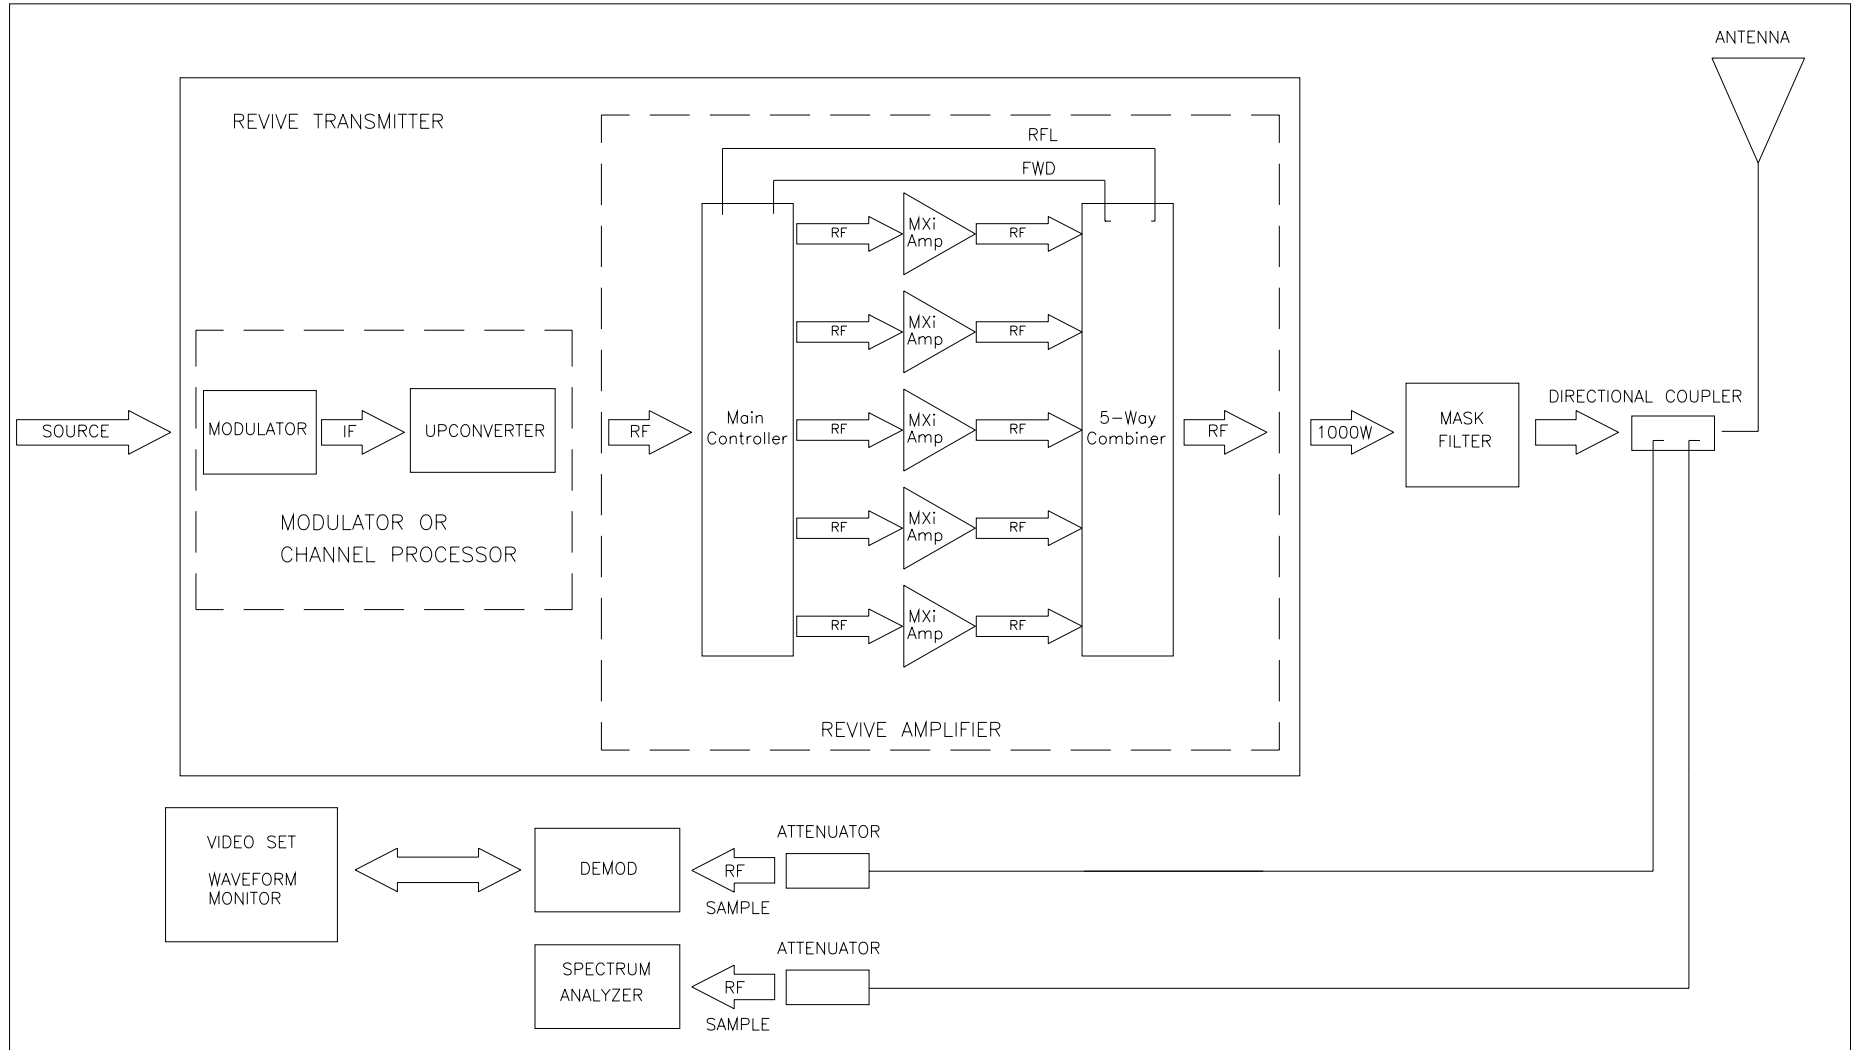 ANTENNA
REVIVE TRANSMITTER
RFL
FWD
RF
MXi
Amp
RF
RF
MXi
Amp
RF
SOURCE
MODULATOR
IF
UPCONVERTER
RF
Main
Controller
RF
MXi
Amp
RF
5-Way
Combiner
RF
1000W
MASK
FILTER
DIRECTIONAL COUPLER
MODULATOR OR
CHANNEL PROCESSOR
RF
MXi
Amp
RF
RF
MXi
Amp
RF
REVIVE AMPLIFIER
VIDEO SET
WAVEFORM
MONITOR
DEMOD
RF
SAMPLE
ATTENUATOR
SPECTRUM
ANALYZER
RF
SAMPLE
ATTENUATOR